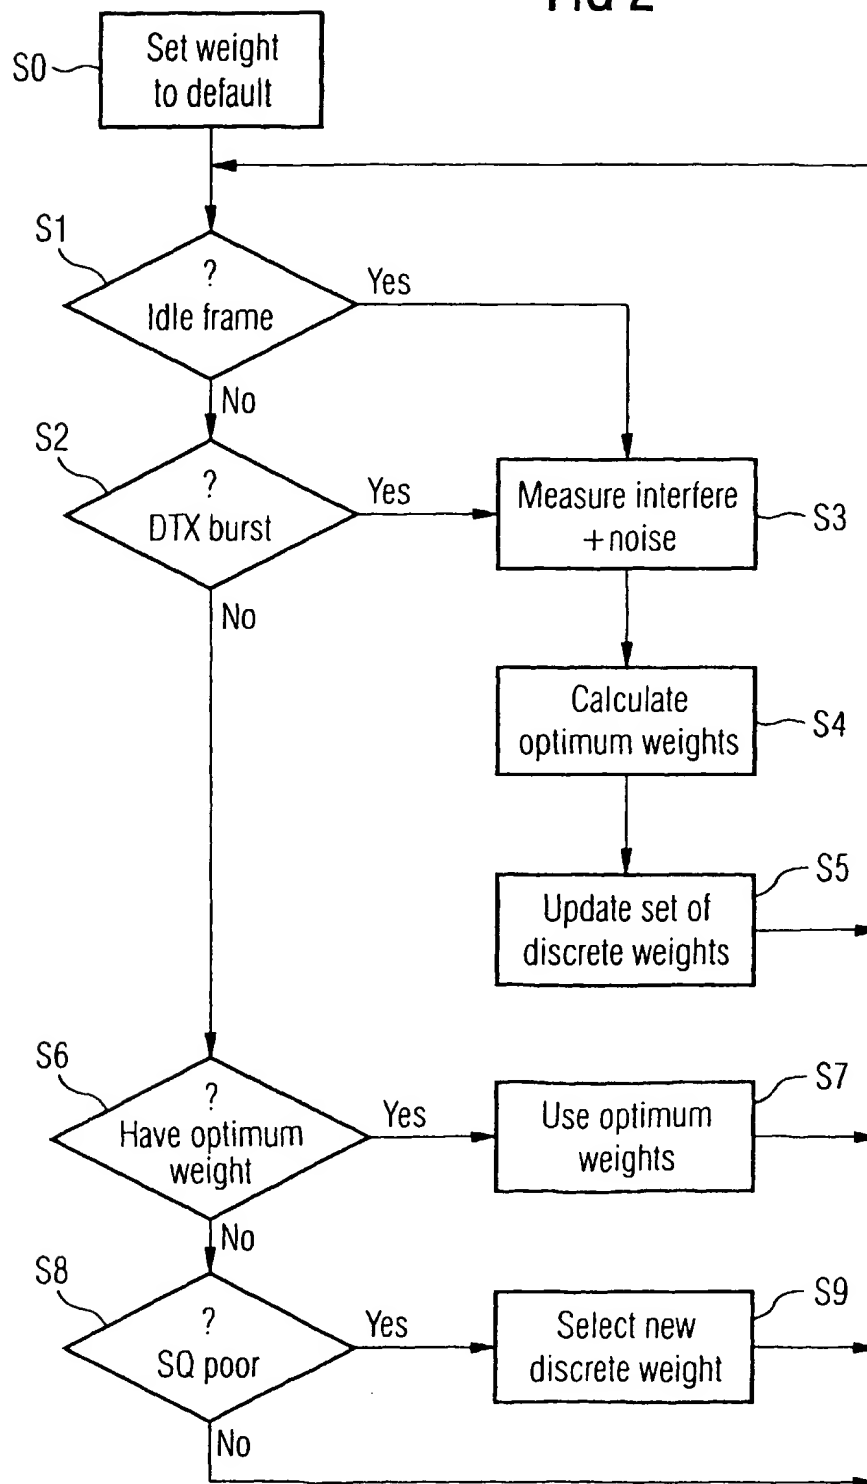 FIG 2
S0
Set weight
to default
S1
?
Idle frame
Yes
No
S2
?
DTX burst
Yes
Measure interfere
+noise
S3
No
Calculate
optimum weights
S4
S5
Update set of
discrete weights
S6
?
Have optimum
weight
Yes
Use optimum
weights
S7
No
S8
?
SQ poor
Yes
Select new
discrete weight
S9
No